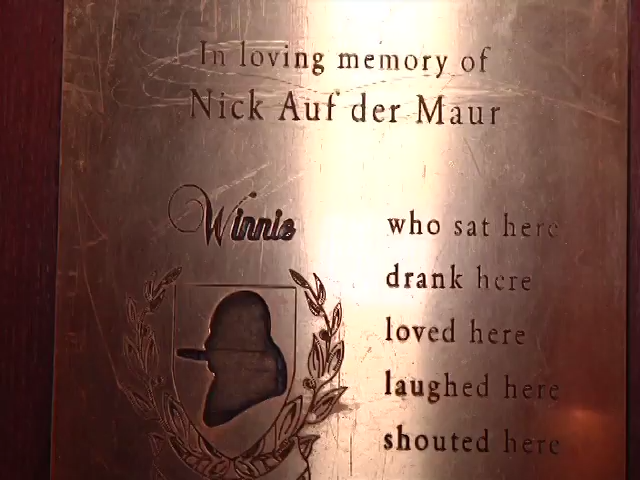 In loving memory of
Nick Auf der Maur
Winnie
who sat here
drank here
loved here
laughed here
shouted here